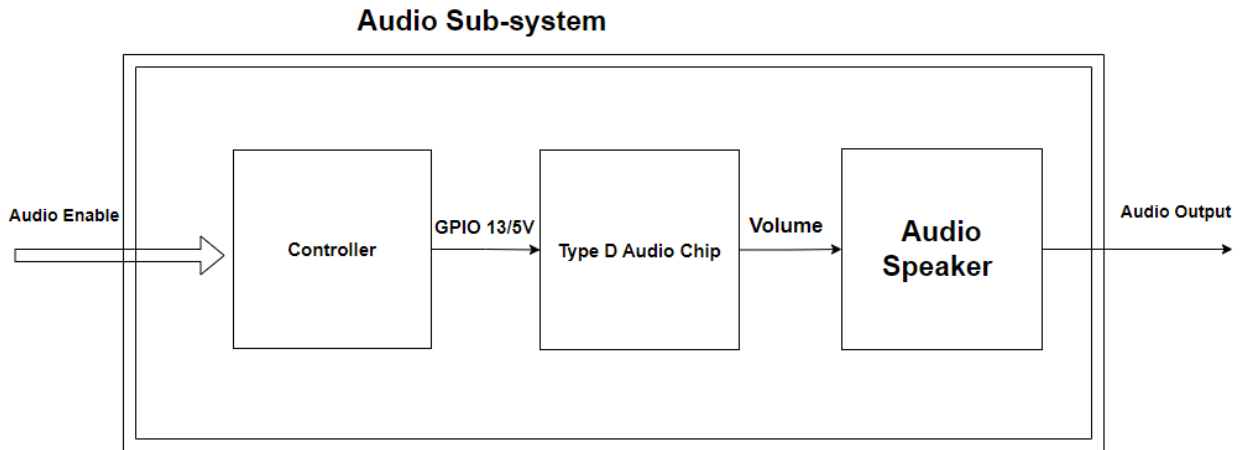 Audio Sub-system
Audio Enable
Controller
GPIO 13/5V
Type D Audio Chip
Volume
Audio
Speaker
Audio Output